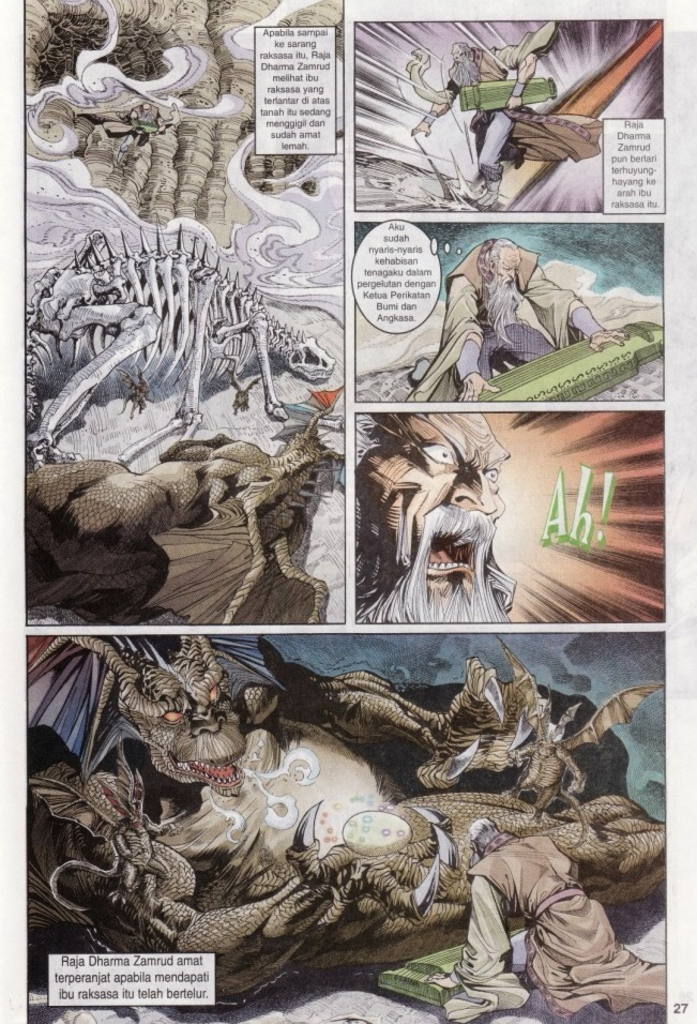 Apabila sampai
ke sarang
raksasa itu, Raja
Dharma Zamrud
melihat ibu
raksasa yang
terlantar di atas
tanah itu sedang
menggigil dan
sudah amat
lemah.
Raja
Dharma
Zamrud
pun berlari
terhuyung-
hayang ke
arah ibu
raksasa itu.
Aku
sudah
nyaris-nyaris
kehabisan
tenagaku dalam
pergelutan dengan
Ketua Perikatan
Bumi dan
Angkasa.
Ah!
Raja Dharma Zamrud amat
terperanjat apabila mendapati
ibu raksasa itu telah bertelur.
27